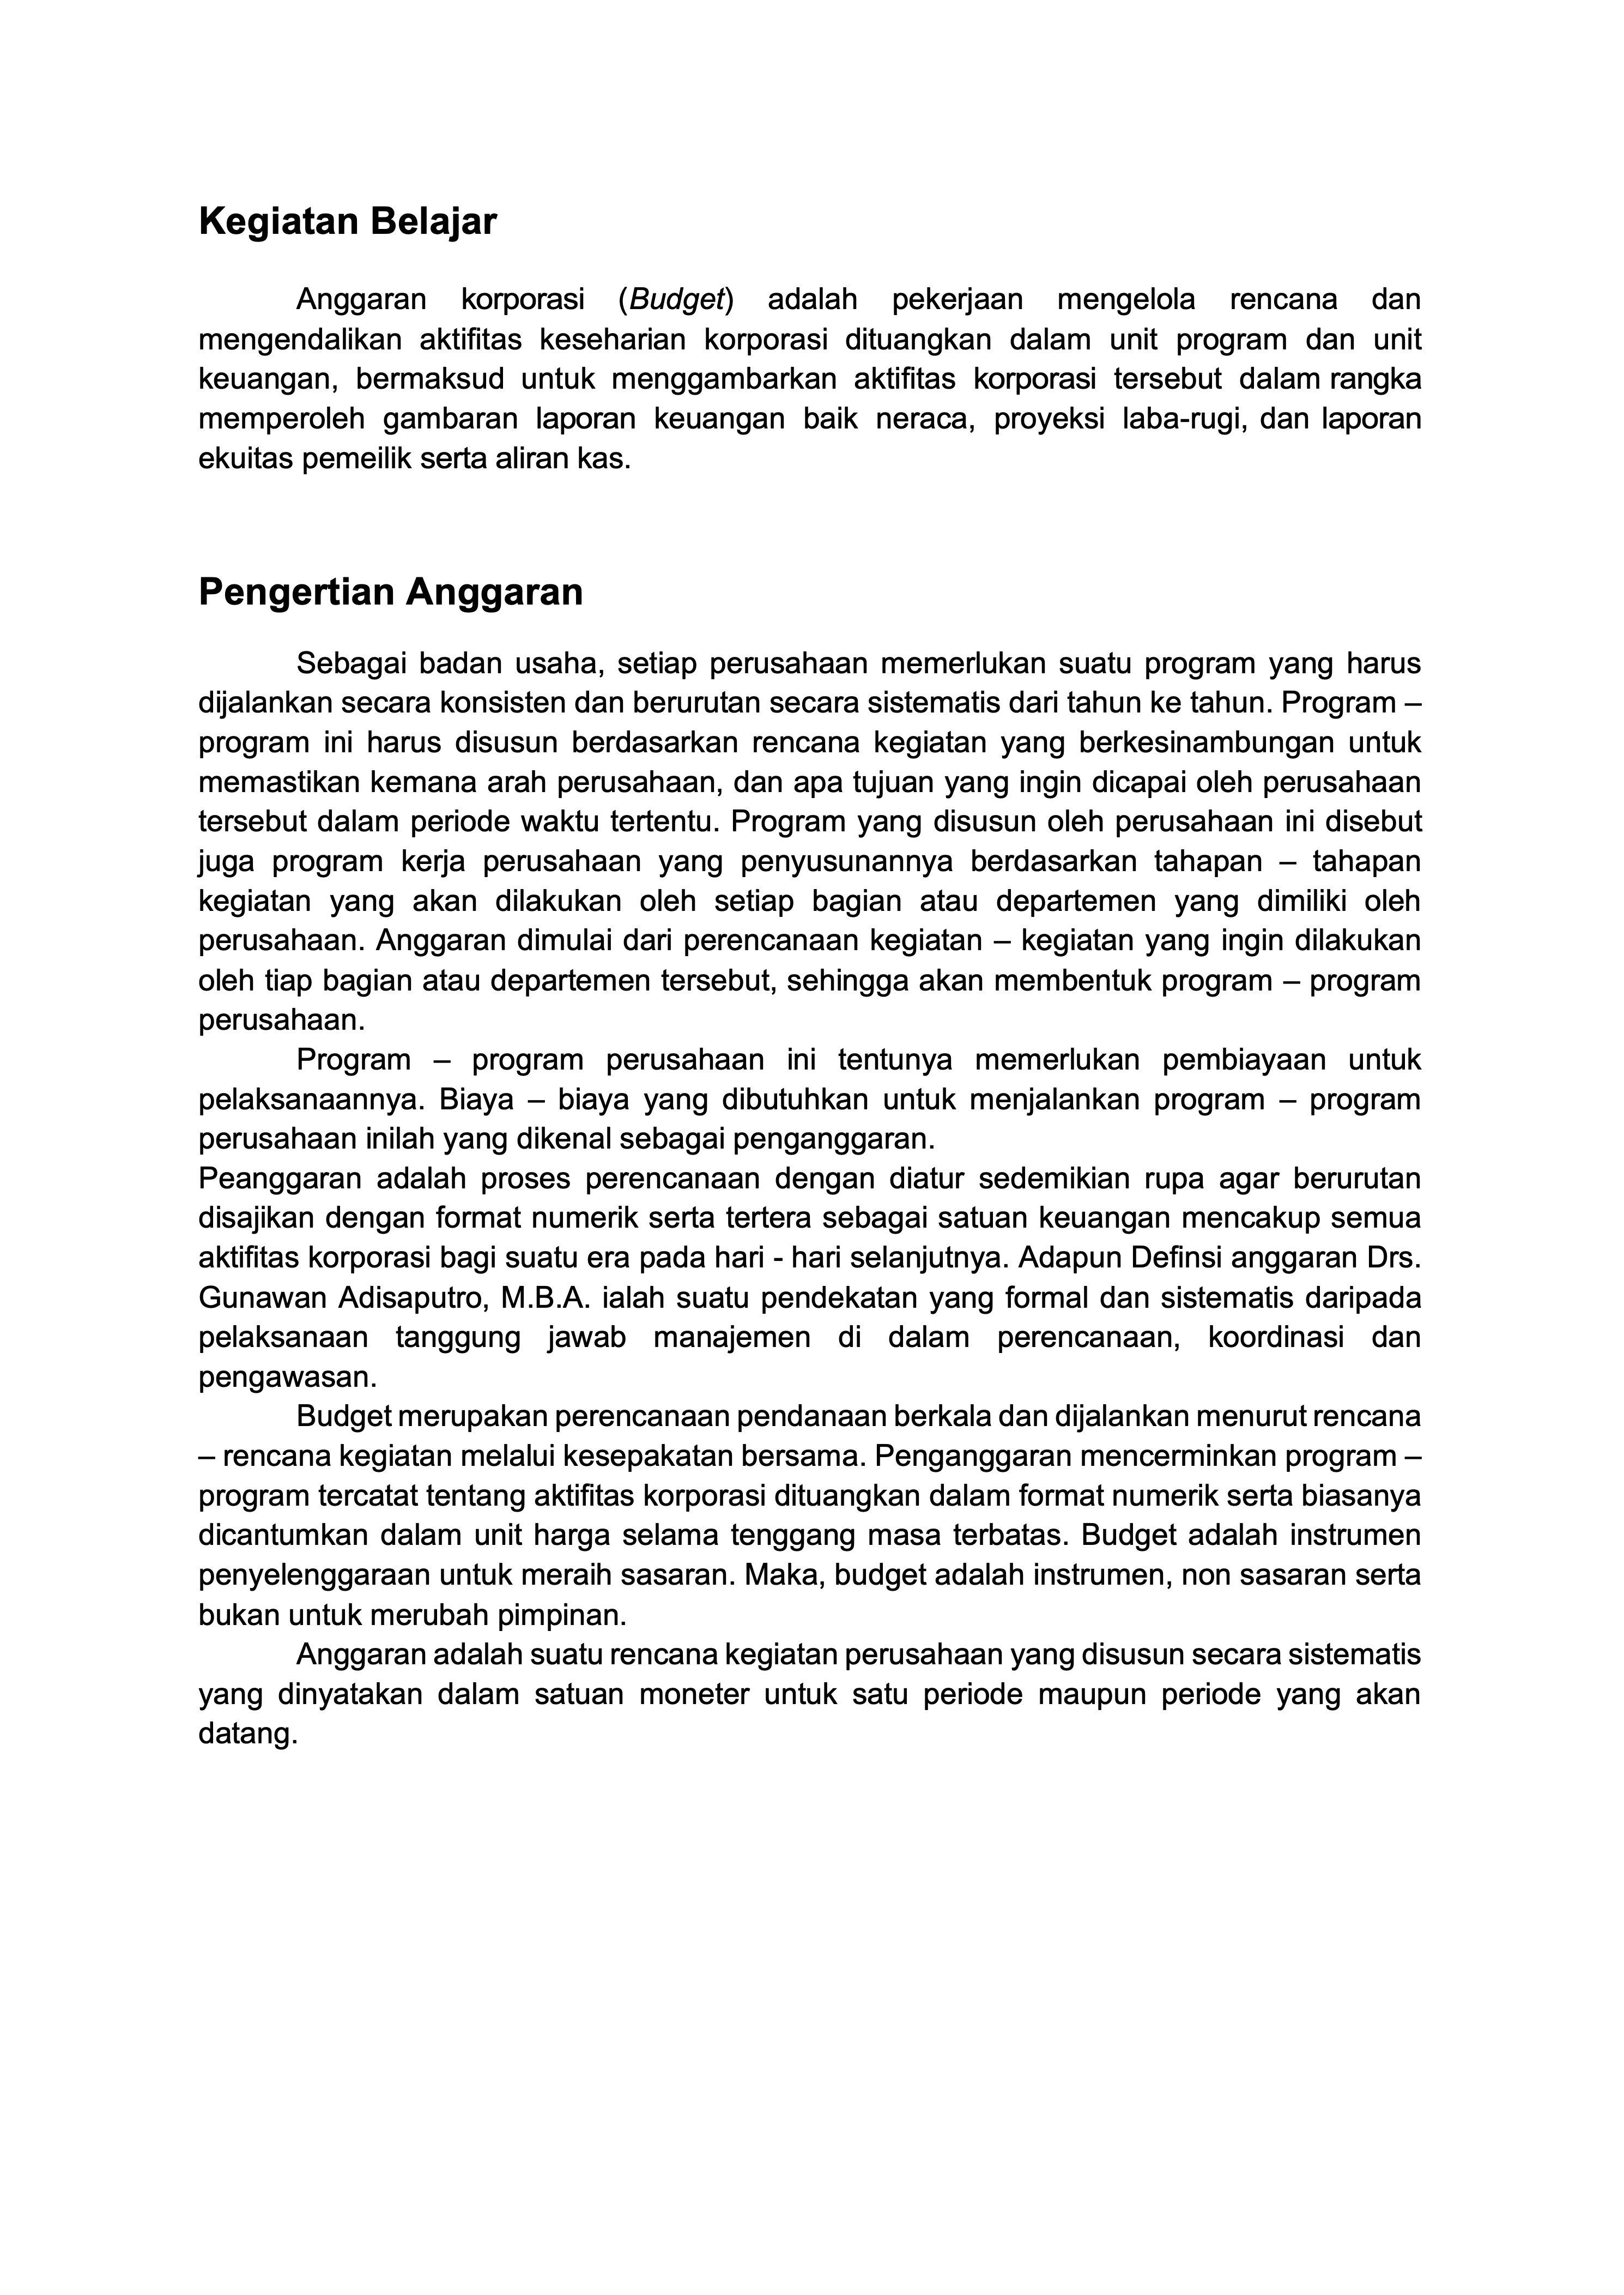 Kegiatan Belajar
Anggaran korporasi (Budget) adalah pekerjaan mengelola rencana dan
mengendalikan aktifitas keseharian korporasi dituangkan dalam unit program dan unit
keuangan, bermaksud untuk menggambarkan aktifitas korporasi tersebut dalam rangka
memperoleh gambaran laporan keuangan baik neraca, proyeksi laba-rugi, dan laporan
ekuitas pemeilik serta aliran kas.
Pengertian Anggaran
Sebagai badan usaha, setiap perusahaan memerlukan suatu program yang harus
dijalankan secara konsisten dan berurutan secara sistematis dari tahun ke tahun. Program –
program ini harus disusun berdasarkan rencana kegiatan yang berkesinambungan untuk
memastikan kemana arah perusahaan, dan apa tujuan yang ingin dicapai oleh perusahaan
tersebut dalam periode waktu tertentu. Program yang disusun oleh perusahaan ini disebut
juga program kerja perusahaan yang penyusunannya berdasarkan tahapan – tahapan
kegiatan yang akan dilakukan oleh setiap bagian atau departemen yang dimiliki oleh
perusahaan. Anggaran dimulai dari perencanaan kegiatan – kegiatan yang ingin dilakukan
oleh tiap bagian atau departemen tersebut, sehingga akan membentuk program – program
perusahaan.
Program – program perusahaan ini tentunya memerlukan pembiayaan untuk
pelaksanaannya. Biaya – biaya yang dibutuhkan untuk menjalankan program – program
perusahaan inilah yang dikenal sebagai penganggaran.
Peanggaran adalah proses perencanaan dengan diatur sedemikian rupa agar berurutan
disajikan dengan format numerik serta tertera sebagai satuan keuangan mencakup semua
aktifitas korporasi bagi suatu era pada hari - hari selanjutnya. Adapun Definsi anggaran Drs.
Gunawan Adisaputro, M.B.A. ialah suatu pendekatan yang formal dan sistematis daripada
pelaksanaan tanggung jawab manajemen di dalam perencanaan, koordinasi dan
pengawasan.
Budget merupakan perencanaan pendanaan berkala dan dijalankan menurut rencana
– rencana kegiatan melalui kesepakatan bersama. Penganggaran mencerminkan program –
program tercatat tentang aktifitas korporasi dituangkan dalam format numerik serta biasanya
dicantumkan dalam unit harga selama tenggang masa terbatas. Budget adalah instrumen
penyelenggaraan untuk meraih sasaran. Maka, budget adalah instrumen, non sasaran serta
bukan untuk merubah pimpinan.
Anggaran adalah suatu rencana kegiatan perusahaan yang disusun secara sistematis
yang dinyatakan dalam satuan moneter untuk satu periode maupun periode yang akan
datang.